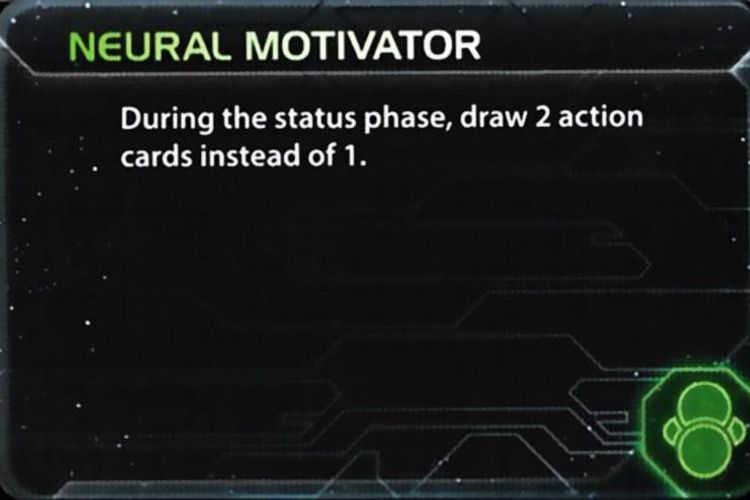 NEURAL MOTIVATOR
During the status phase, draw 2 action
cards instead of 1.